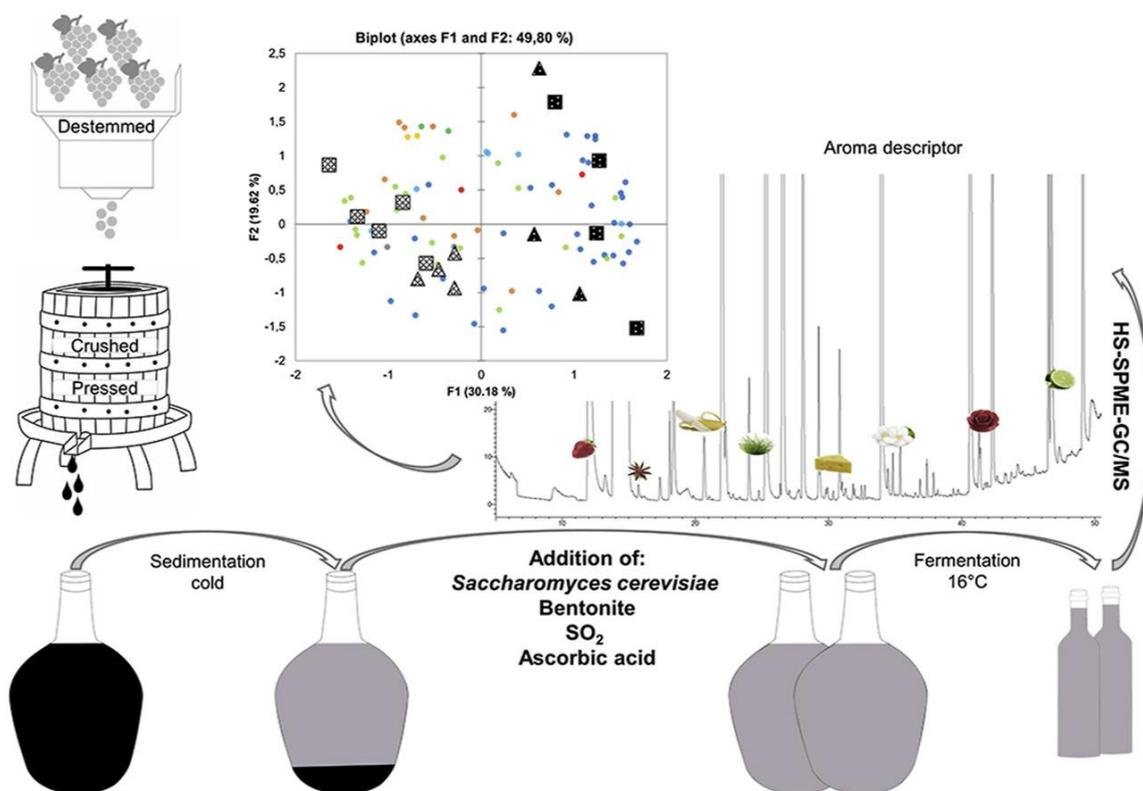 Destemmed
Crushed
Pressed
Biplot (axes F1 and F2: 49,80 %)
F2 (19.62 %)
2,5
2
1,5
1
0,5
0
-0,5
-1
-1,5
-2
-2 -1 0 1 2
F1 (30.18 %)
Aroma descriptor
20
10
0
10 20 30 40 50
HS-SPME-GC/MS
Sedimentation
cold
Addition of:
Saccharomyces cerevisiae
Bentonite
SO₂
Ascorbic acid
Fermentation
16°C